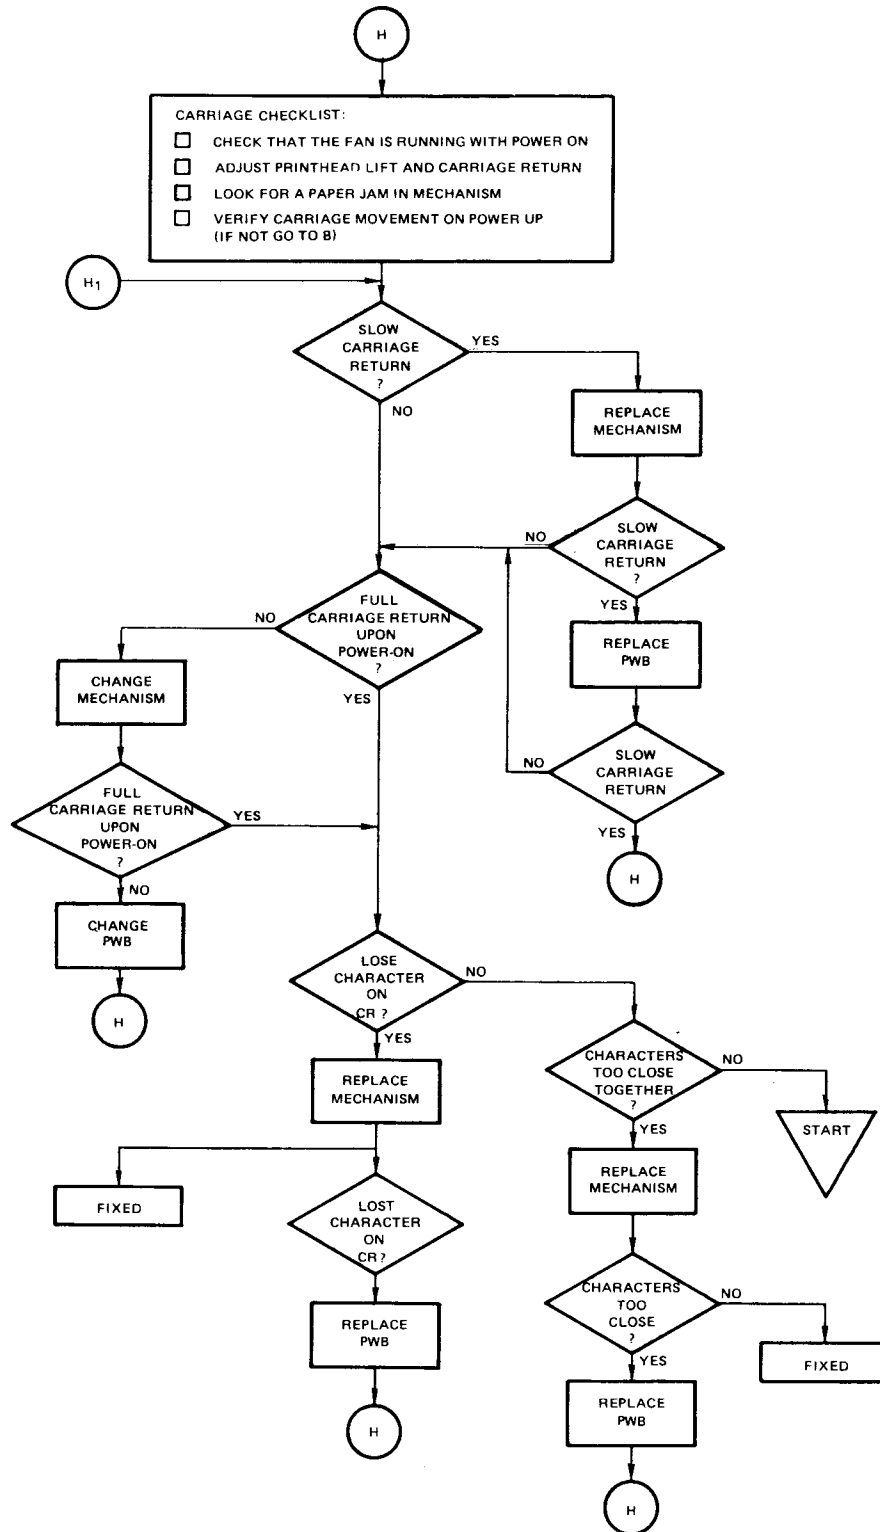 H
CARRIAGE CHECKLIST:
CHECK THAT THE FAN IS RUNNING WITH POWER ON
ADJUST PRINTHEAD LIFT AND CARRIAGE RETURN
LOOK FOR A PAPER JAM IN MECHANISM
VERIFY CARRIAGE MOVEMENT ON POWER UP
(IF NOT GO TO B)
H1
SLOW
CARRIAGE
RETURN
?
YES
NO
REPLACE
MECHANISM
SLOW
CARRIAGE
RETURN
?
NO
YES
REPLACE
PWB
SLOW
CARRIAGE
RETURN
NO
YES
H
FULL
CARRIAGE RETURN
UPON
POWER-ON
?
NO
YES
CHANGE
MECHANISM
FULL
CARRIAGE RETURN
UPON
POWER-ON
?
YES
NO
CHANGE
PWB
H
LOSE
CHARACTER
ON
CR ?
NO
YES
REPLACE
MECHANISM
FIXED
LOST
CHARACTER
ON
CR?
REPLACE
PWB
H
CHARACTERS
TOO CLOSE
TOGETHER
?
NO
START
YES
REPLACE
MECHANISM
CHARACTERS
TOO
CLOSE
?
NO
FIXED
YES
REPLACE
PWB
H